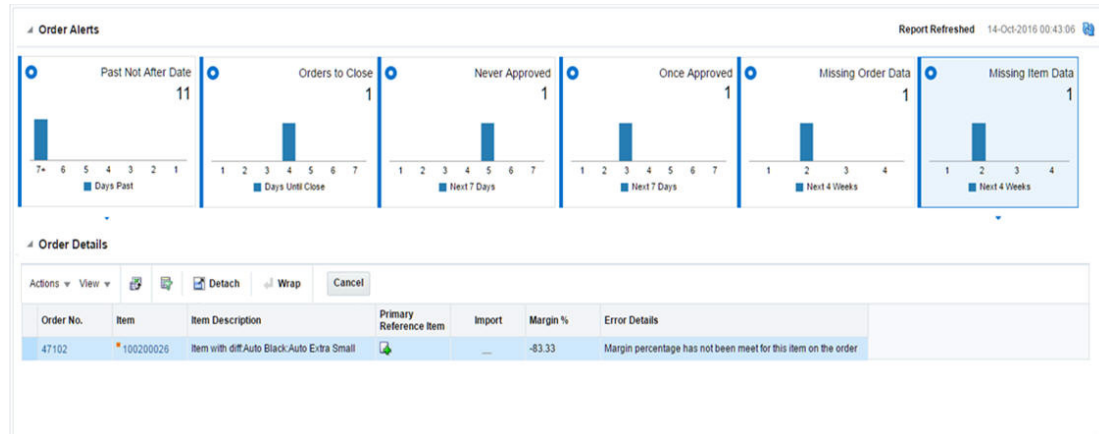 Order Alerts
Report Refreshed 14-Oct-2016 00:43:06
Past Not After Date
11
7+ 6 5 4 3 2 1
Days Past
Orders to Close
1
1 2 3 4 5 6 7
Days Until Close
Never Approved
1
1 2 3 4 5 6 7
Next 7 Days
Once Approved
1
1 2 3 4 5 6 7
Next 7 Days
Missing Order Data
1
1 2 3 4
Next 4 Weeks
Missing Item Data
1
1 2 3 4
Next 4 Weeks
Order Details
Actions View Detach Wrap Cancel
Order No. Item Item Description Primary Reference Item Import Margin % Error Details
47102 100200026 Item with diff:Auto Black:Auto Extra Small __ -83.33 Margin percentage has not been meet for this item on the order